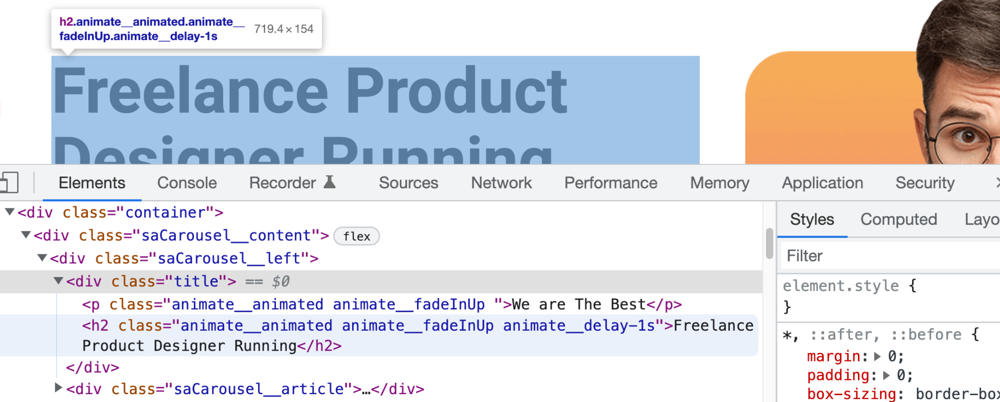 h2.animate__animated.animate__
fadeInUp.animate__delay-1s
719.4 × 154
Freelance Product
Designer Running
Elements Console Recorder Sources Network Performance Memory Application Security
<div class="container">
<div class="saCarousel__content"> flex
<div class="saCarousel__left">
<div class="title"> == $0
<p class="animate__animated animate__fadeInUp ">We are The Best</p>
<h2 class="animate__animated animate__fadeInUp animate__delay-1s">Freelance
Product Designer Running</h2>
</div>
<div class="saCarousel__article">…</div>
Styles Computed Layo
Filter
element.style {
}
*, ::after, ::before {
margin: 0;
padding: 0;
box-sizing: border-box